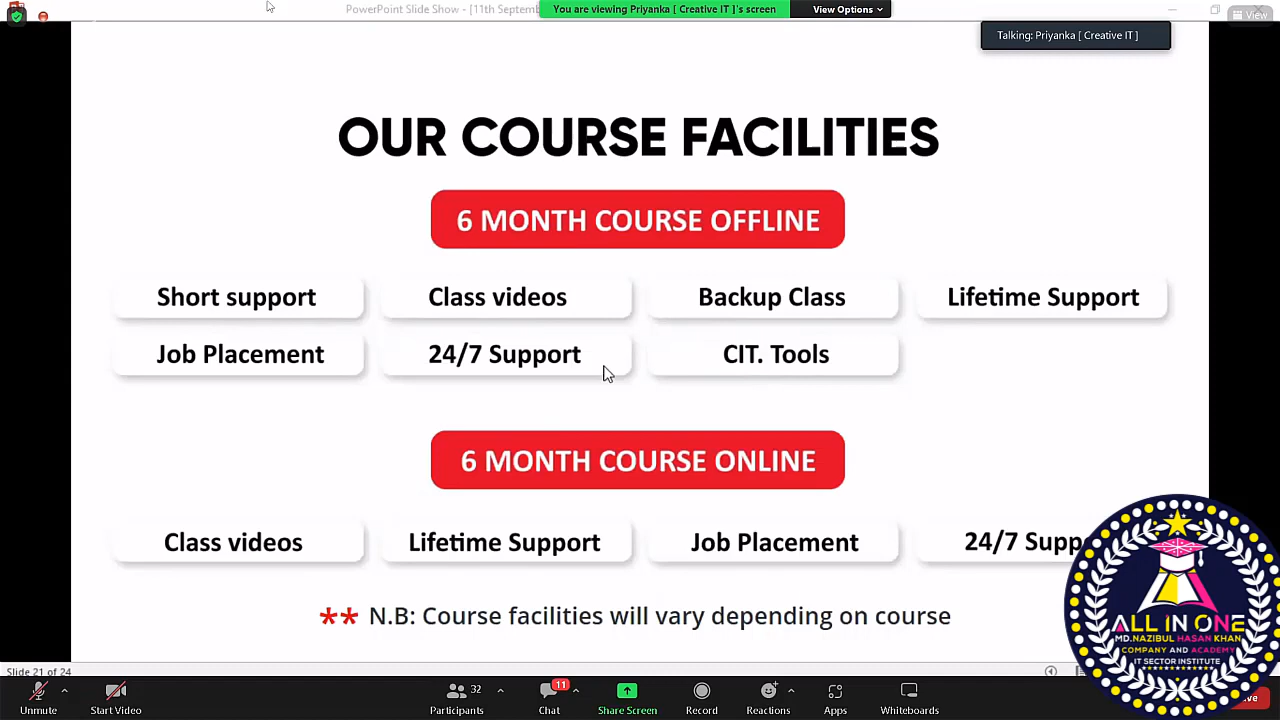 PowerPoint Slide Show - [11th Septemb
You are viewing Priyanka [ Creative IT ]'s screen
View Options
View
Talking: Priyanka [ Creative IT ]
OUR COURSE FACILITIES
6 MONTH COURSE OFFLINE
Short support Class videos Backup Class Lifetime Support
Job Placement 24/7 Support CIT. Tools
6 MONTH COURSE ONLINE
Class videos Lifetime Support Job Placement 24/7 Supp
** N.B: Course facilities will vary depending on course
ALL IN ONE
MD.NAZIBUL HASAN KHAN
COMPANY AND ACADEMY
IT SECTOR INSTITUTE
Slide 21 of 24
32 11
Unmute Start Video Participants Chat Share Screen Record Reactions Apps Whiteboards